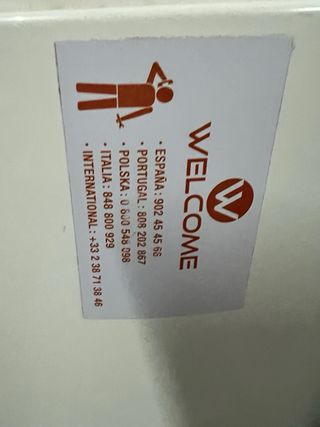 W
WELCOME
• ESPAÑA : 902 45 45 66
• PORTUGAL : 808 202 867
• POLSKA : 0 800 548 098
• ITALIA : 848 800 929
• INTERNATIONAL : +33 2 38 71 38 46